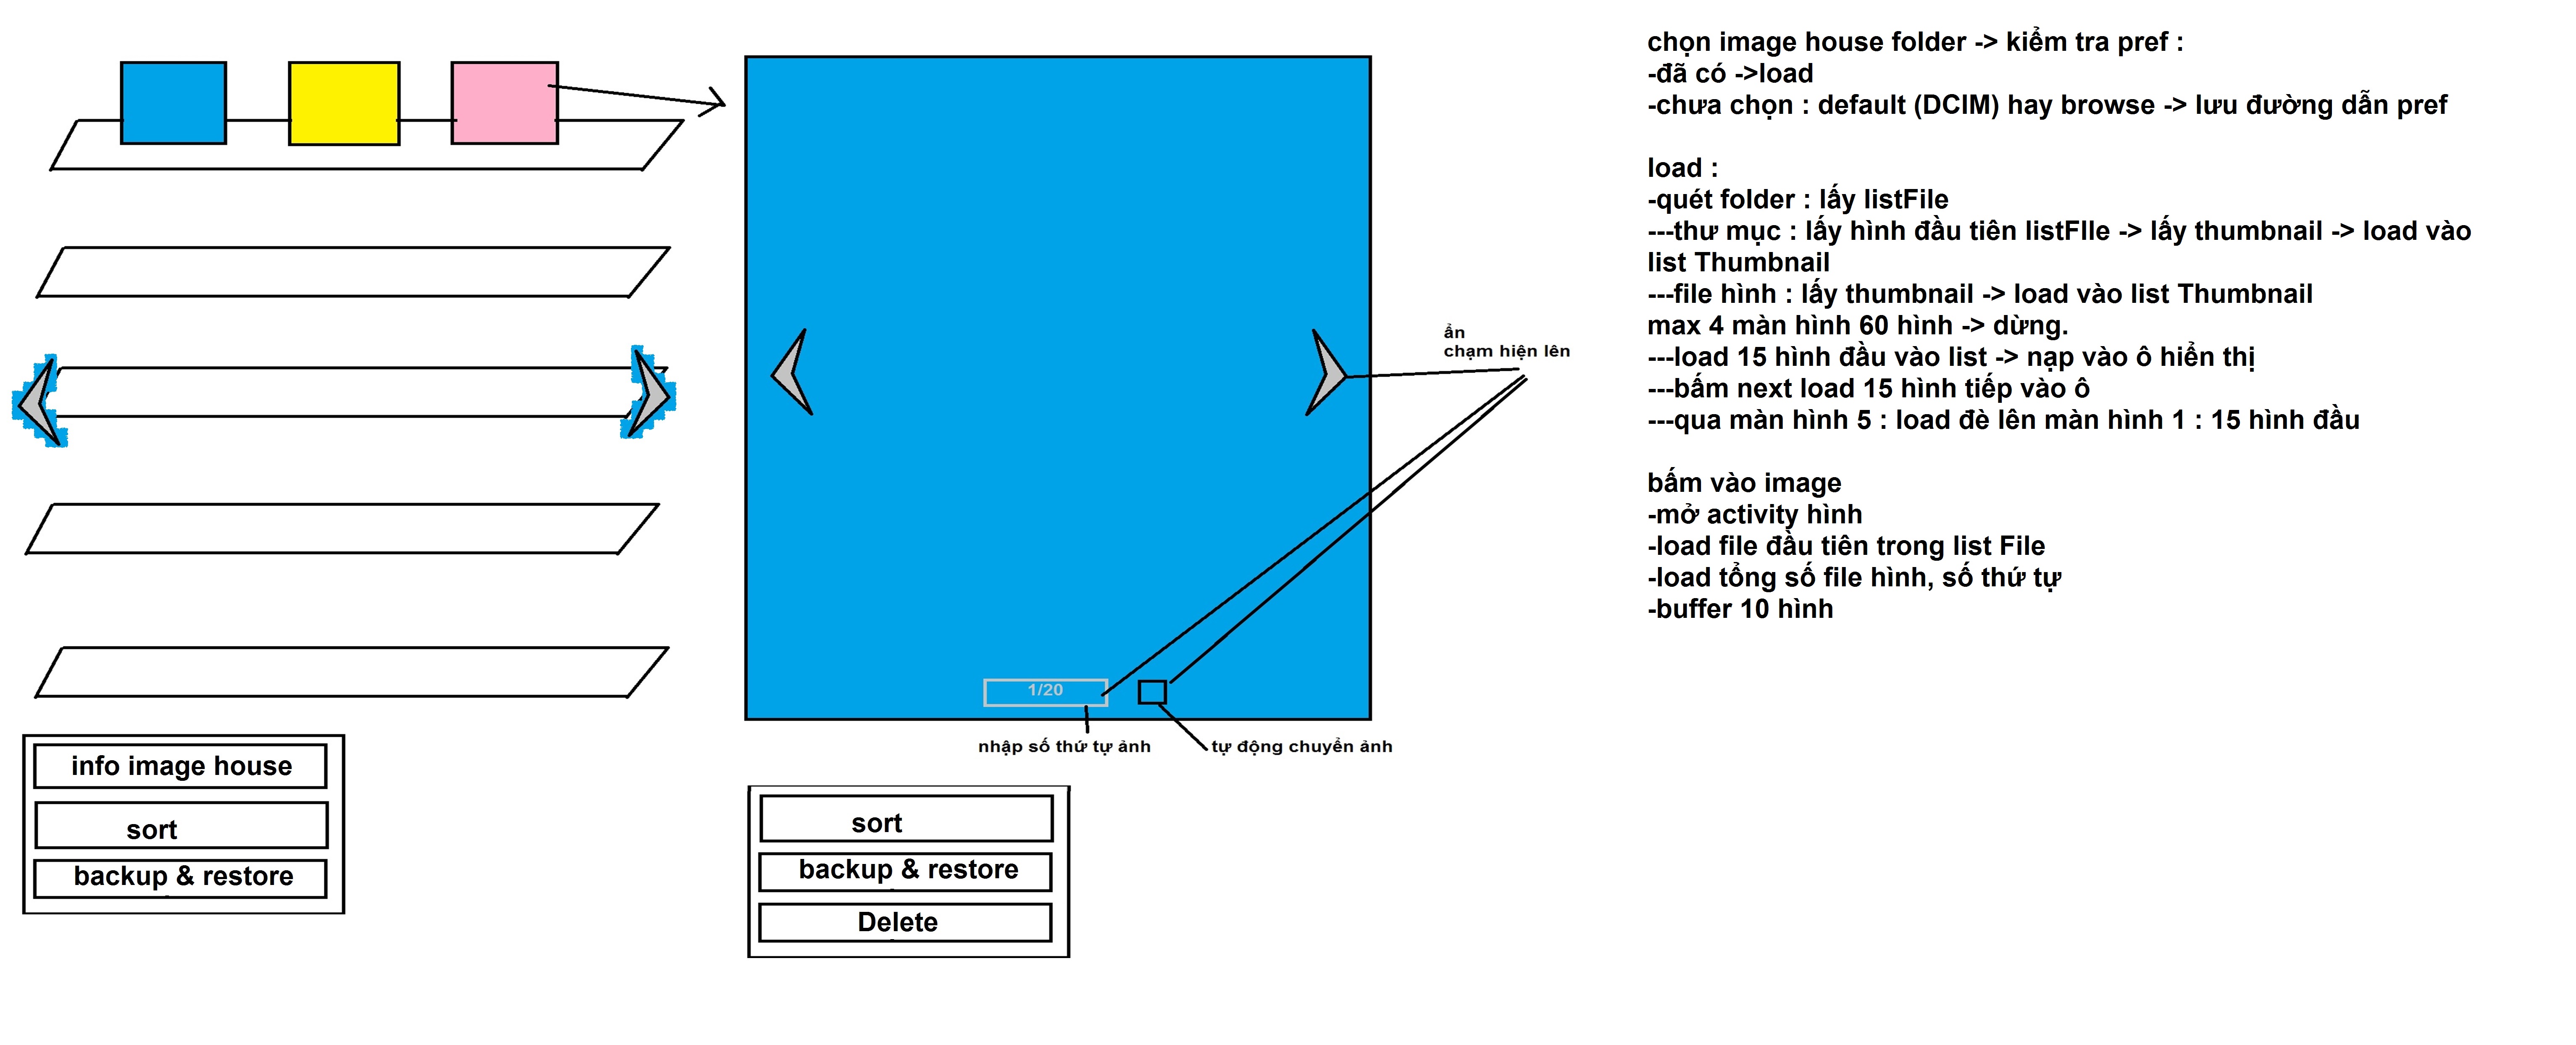 chọn image house folder -> kiểm tra pref :
-đã có ->load
-chưa chọn : default (DCIM) hay browse -> lưu đường dẫn pref
load :
-quét folder : lấy listFile
---thư mục : lấy hình đầu tiên listFIle -> lấy thumbnail -> load vào
list Thumbnail
---file hình : lấy thumbnail -> load vào list Thumbnail
max 4 màn hình 60 hình -> dừng.
---load 15 hình đầu vào list -> nạp vào ô hiển thị
---bấm next load 15 hình tiếp vào ô
---qua màn hình 5 : load đè lên màn hình 1 : 15 hình đầu
bấm vào image
-mở activity hình
-load file đầu tiên trong list File
-load tổng số file hình, số thứ tự
-buffer 10 hình
ẩn
chạm hiện lên
1/20
nhập số thứ tự ảnh
tự động chuyển ảnh
info image house
sort
backup & restore
sort
backup & restore
Delete